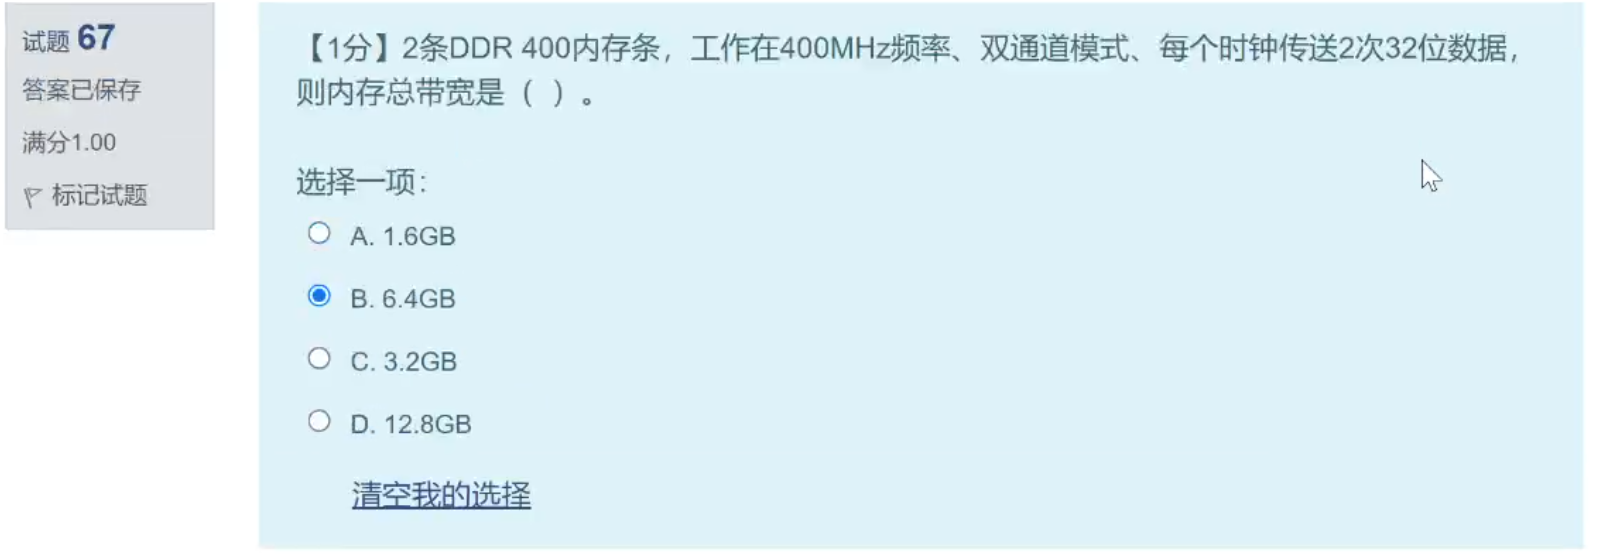 试题 67
答案已保存
满分1.00
标记试题
【1分】2条DDR 400内存条，工作在400MHz频率、双通道模式、每个时钟传送2次32位数据，
则内存总带宽是（ ）。
选择一项：
A. 1.6GB
B. 6.4GB
C. 3.2GB
D. 12.8GB
清空我的选择